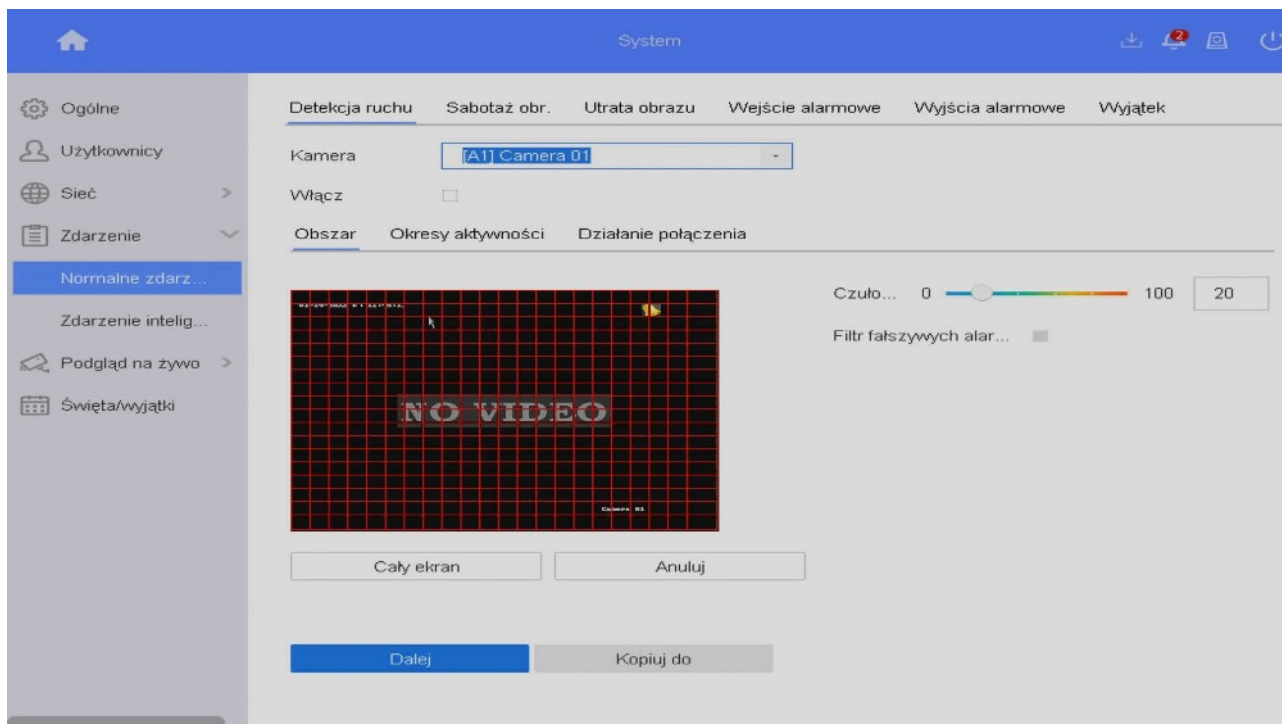 System
2
Ogólne
Użytkownicy
Sieć
Zdarzenie
Normalne zdarz...
Zdarzenie intelig...
Podgląd na żywo
Święta/wyjątki
Detekcja ruchu Sabotaż obr. Utrata obrazu Wejście alarmowe Wyjścia alarmowe Wyjątek
Kamera [A1] Camera 01
Włącz
Obszar Okresy aktywności Działanie połączenia
NO VIDEO
Camera 01
Czuło... 0 100 20
Filtr fałszywych alar...
Cały ekran Anuluj
Dalej Kopiuj do